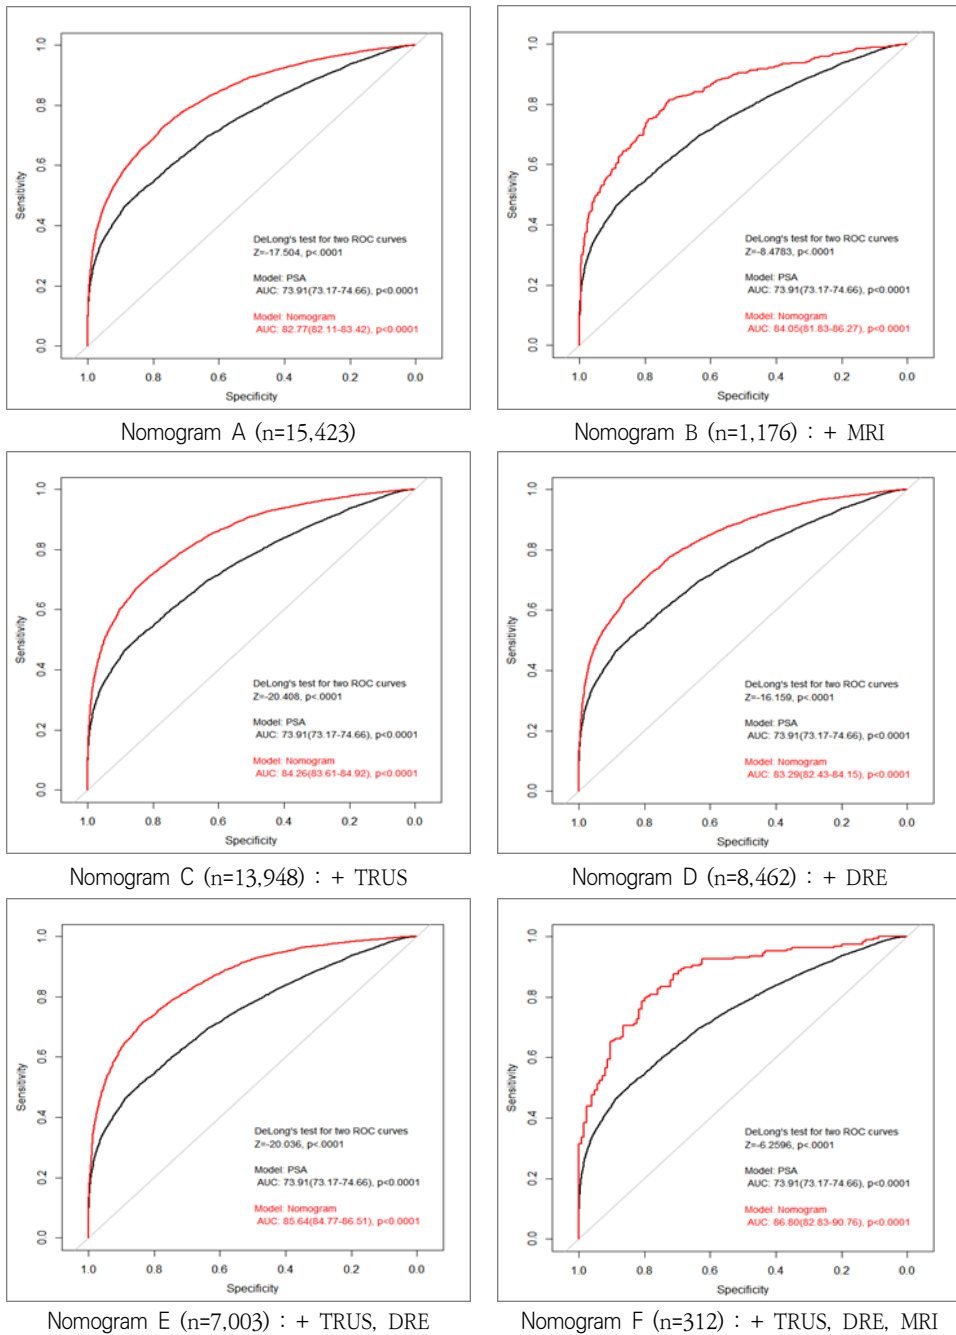 1.0
0.8
0.6
0.4
0.2
0.0
Sensitivity
DeLong's test for two ROC curves
Z=-17.504, p<.0001
Model: PSA
AUC: 73.91(73.17-74.66), p<0.0001
Model: Nomogram
AUC: 82.77(82.11-83.42), p<0.0001
1.0 0.8 0.6 0.4 0.2 0.0
Specificity
Nomogram A (n=15,423)
1.0
0.8
0.6
0.4
0.2
0.0
Sensitivity
DeLong's test for two ROC curves
Z=-8.4783, p<.0001
Model: PSA
AUC: 73.91(73.17-74.66), p<0.0001
Model: Nomogram
AUC: 84.05(81.83-86.27), p<0.0001
1.0 0.8 0.6 0.4 0.2 0.0
Specificity
Nomogram B (n=1,176) : + MRI
1.0
0.8
0.6
0.4
0.2
0.0
Sensitivity
DeLong's test for two ROC curves
Z=-20.408, p<.0001
Model: PSA
AUC: 73.91(73.17-74.66), p<0.0001
Model: Nomogram
AUC: 84.26(83.61-84.92), p<0.0001
1.0 0.8 0.6 0.4 0.2 0.0
Specificity
Nomogram C (n=13,948) : + TRUS
1.0
0.8
0.6
0.4
0.2
0.0
Sensitivity
DeLong's test for two ROC curves
Z=-16.159, p<.0001
Model: PSA
AUC: 73.91(73.17-74.66), p<0.0001
Model: Nomogram
AUC: 83.29(82.43-84.15), p<0.0001
1.0 0.8 0.6 0.4 0.2 0.0
Specificity
Nomogram D (n=8,462) : + DRE
1.0
0.8
0.6
0.4
0.2
0.0
Sensitivity
DeLong's test for two ROC curves
Z=-20.036, p<.0001
Model: PSA
AUC: 73.91(73.17-74.66), p<0.0001
Model: Nomogram
AUC: 85.64(84.77-86.51), p<0.0001
1.0 0.8 0.6 0.4 0.2 0.0
Specificity
Nomogram E (n=7,003) : + TRUS, DRE
1.0
0.8
0.6
0.4
0.2
0.0
Sensitivity
DeLong's test for two ROC curves
Z=-6.2596, p<.0001
Model: PSA
AUC: 73.91(73.17-74.66), p<0.0001
Model: Nomogram
AUC: 86.80(82.83-90.76), p<0.0001
1.0 0.8 0.6 0.4 0.2 0.0
Specificity
Nomogram F (n=312) : + TRUS, DRE, MRI